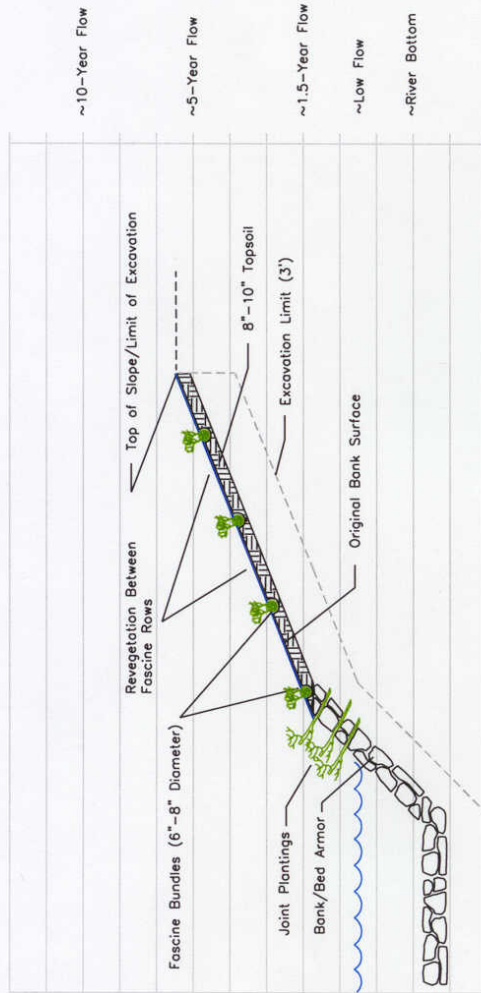 ~10-Year Flow
~5-Year Flow
~1.5-Year Flow
~Low Flow
~River Bottom
Top of Slope/Limit of Excavation
8"-10" Topsoil
Excavation Limit (3')
Original Bank Surface
Revegetation Between
Fascine Rows
Fascine Bundles (6"-8" Diameter)
Joint Plantings
Bank/Bed Armor